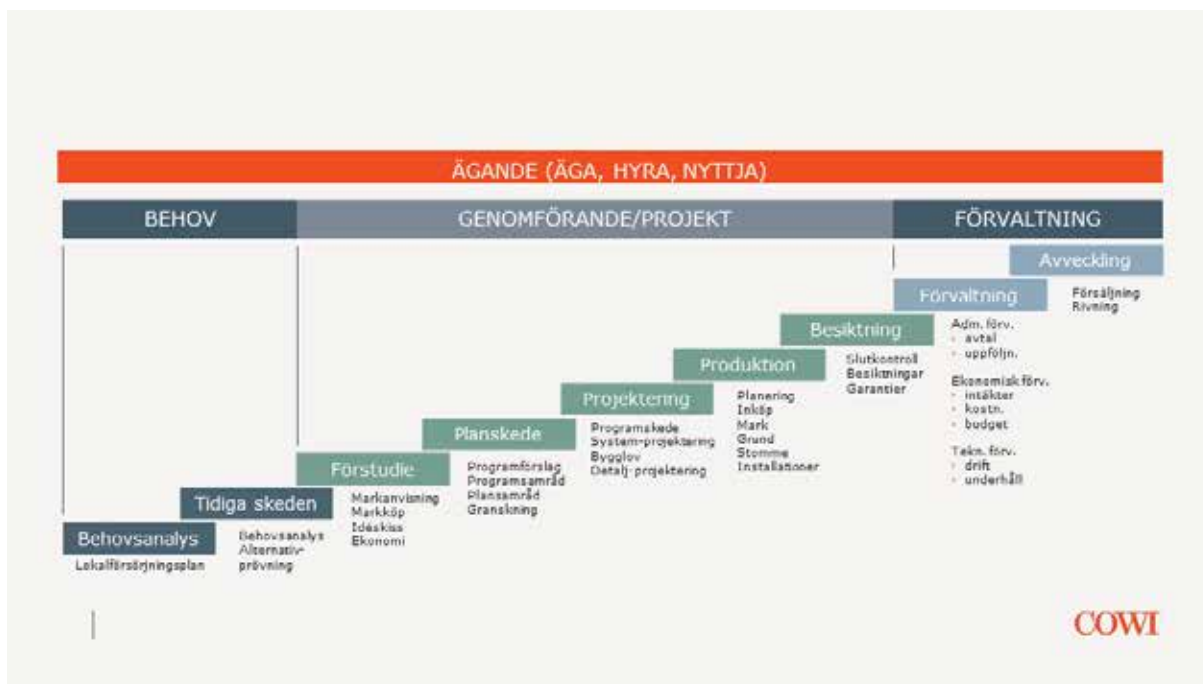 ÄGANDE (ÄGA, HYRA, NYTTJA)
BEHOV
GENOMFÖRANDE/PROJEKT
FÖRVALTNING
Avveckling
Försäljning
Rivning
Förvaltning
Adm. förv.
- avtal
- uppföljn.
Ekonomisk förv.
- intäkter
- kostn.
- budget
Tekn. förv.
- drift
- underhåll
Besiktning
Slutkontroll
Besiktningar
Garantier
Produktion
Planering
Inköp
Mark
Grund
Stomme
Installationer
Projektering
Programskede
System-projektering
Bygglov
Detalj-projektering
Planskede
Programförslag
Programsamråd
Plansamråd
Granskning
Förstudie
Markanvisning
Markköp
Idéskiss
Ekonomi
Tidiga skeden
Behovsanalys
Alternativ-
prövning
Behovsanalys
Lokalförsörjningsplan
COWI